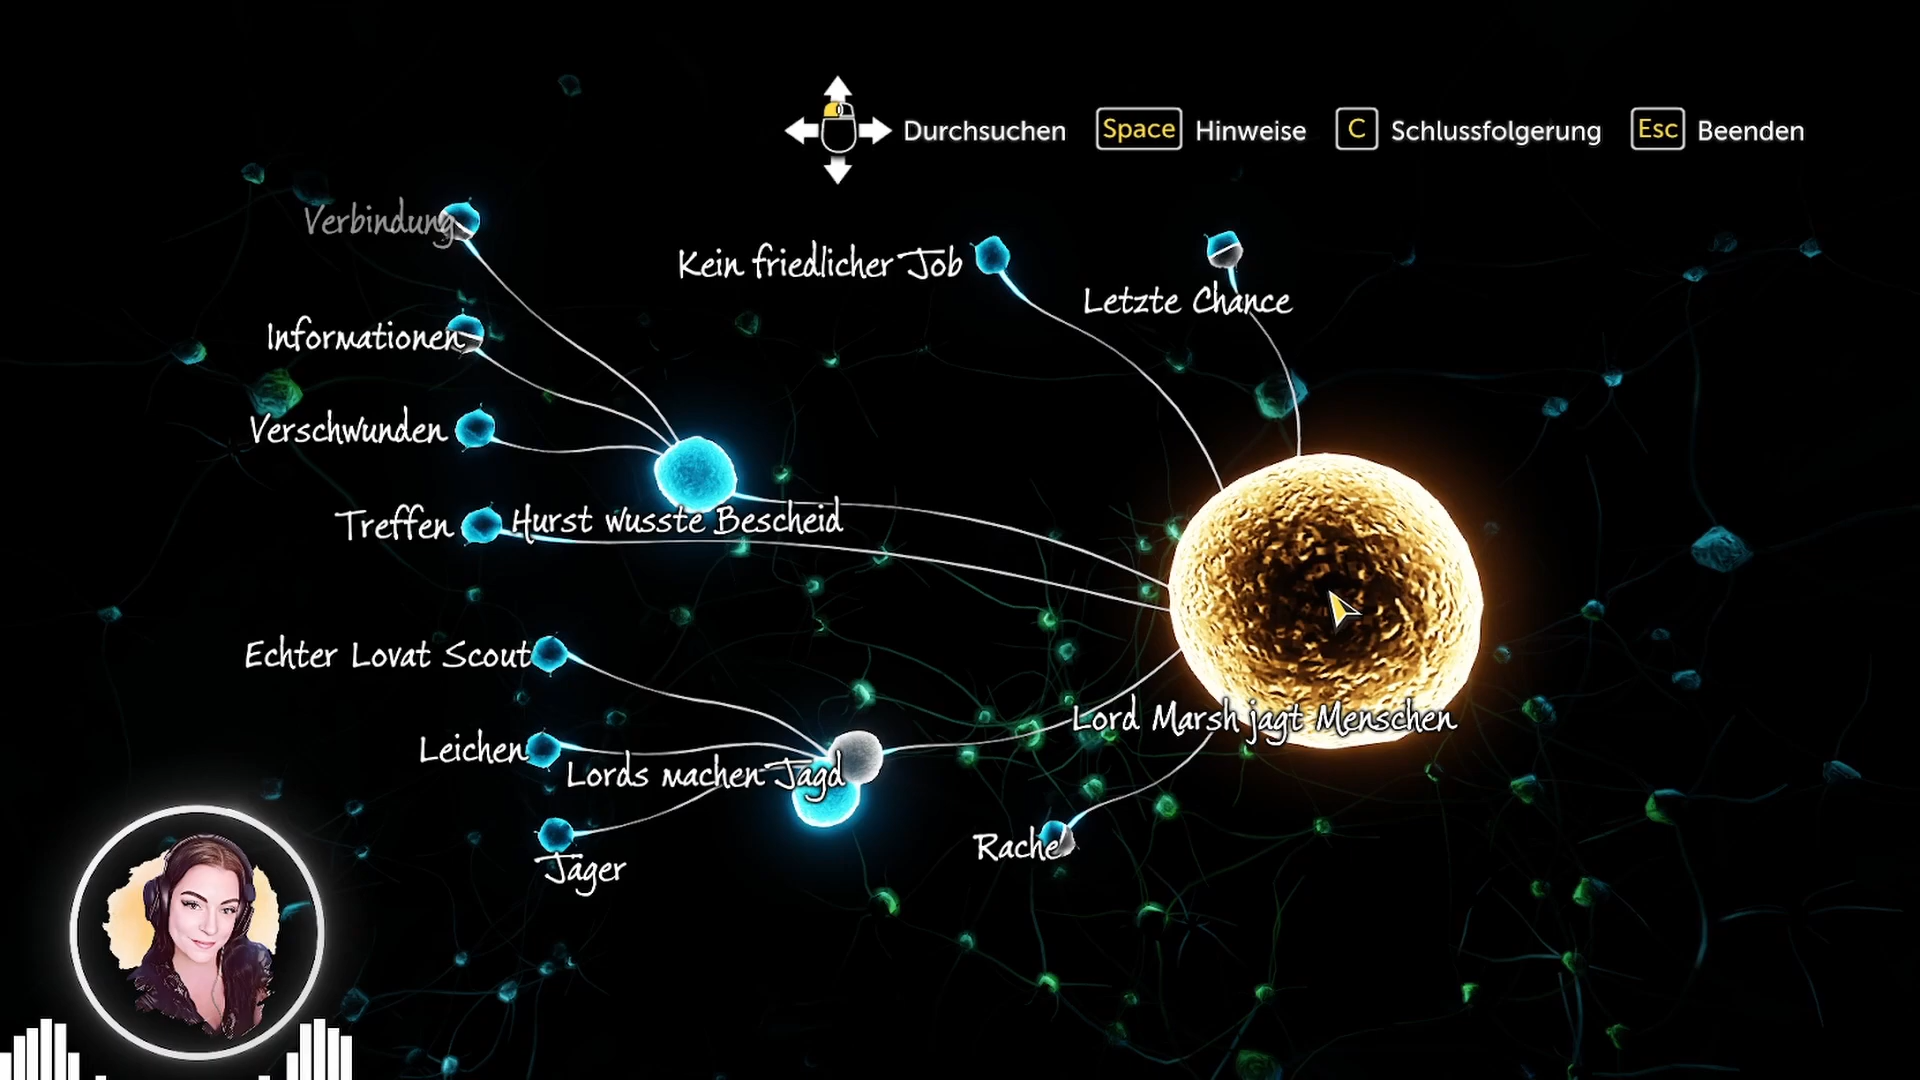 Durchsuchen
Space Hinweise
C Schlussfolgerung
Esc Beenden
Verbindung
Kein friedlicher Job
Letzte Chance
Informationen
Verschwunden
Treffen
Hurst wusste Bescheid
Echter Lovat Scout
Lord Marsh jagt Menschen
Leichen
Lords machen Jagd
Rache
Jäger